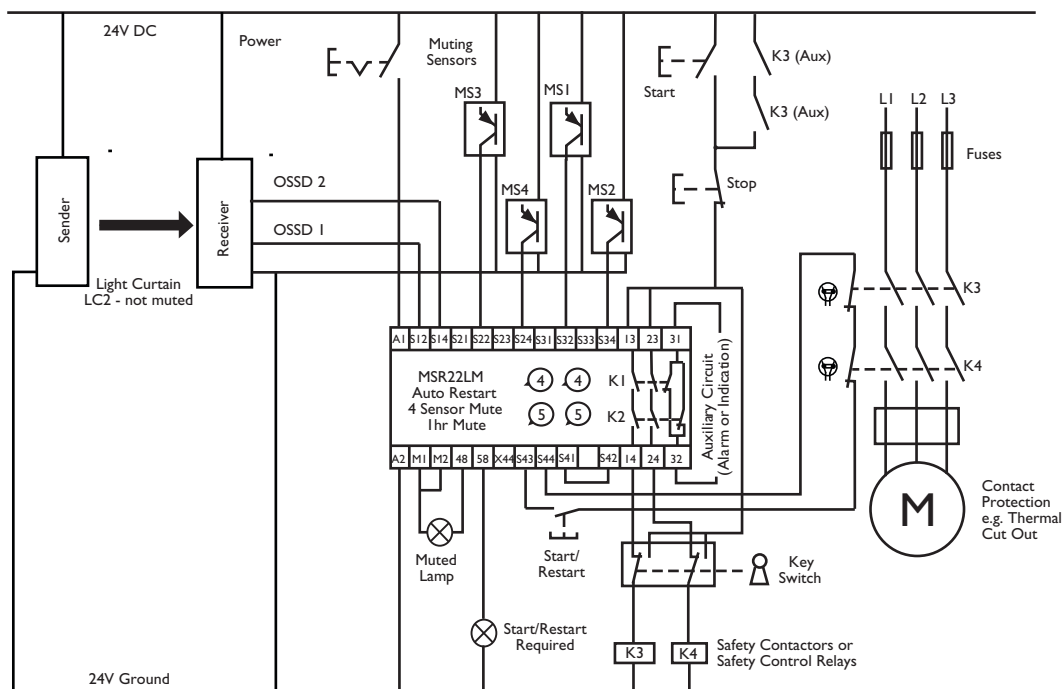 24V DC
Power
Muting
Sensors
MS3
MS1
MS4
MS2
Start
K3 (Aux)
K3 (Aux)
Stop
L1
L2
L3
Fuses
Sender
Receiver
OSSD 2
OSSD 1
Light Curtain
LC2 - not muted
K3
K4
A1 S12 S14 S21 S22 S23 S24 S31 S32 S33 S34 13 23 31
MSR22LM
Auto Restart
4 Sensor Mute
1hr Mute
4 4
5 5
K1
K2
Auxiliary Circuit
(Alarm or Indication)
A2 M1 M2 48 58 X44 S43 S44 S41 S42 14 24 32
Muted
Lamp
Start/
Restart
Key
Switch
M
Contact
Protection
e.g. Thermal
Cut Out
Start/Restart
Required
K3
K4
Safety Contactors or
Safety Control Relays
24V Ground